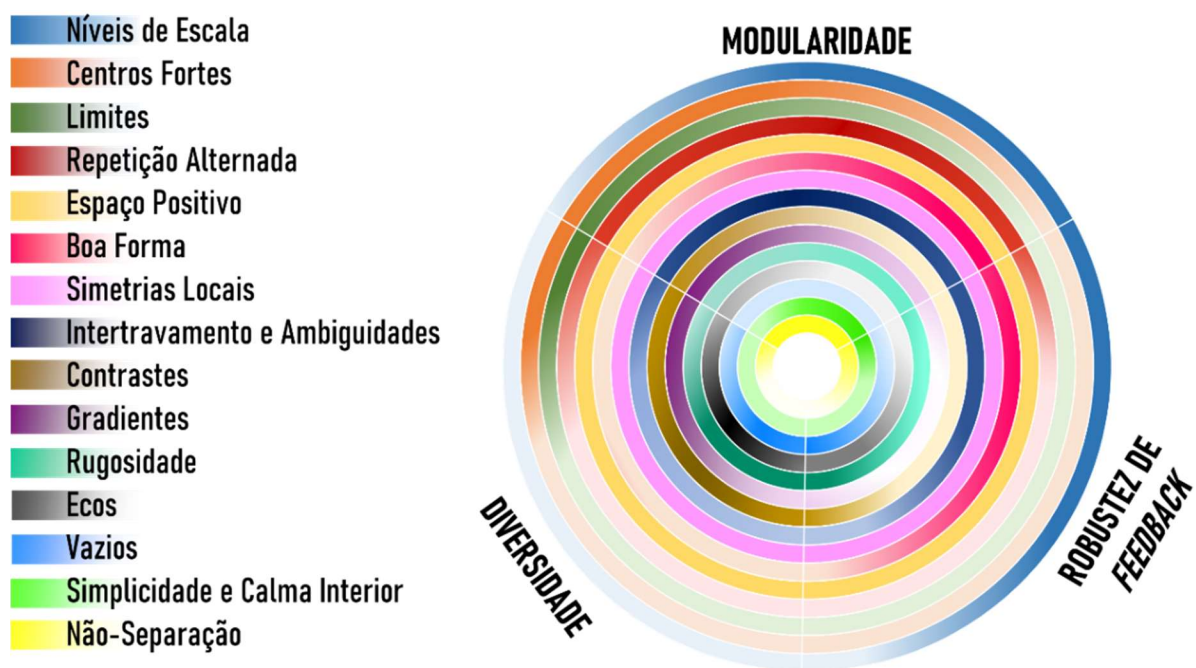 Níveis de Escala
Centros Fortes
Limites
Repetição Alternada
Espaço Positivo
Boa Forma
Simetrias Locais
Intertravamento e Ambiguidades
Contrastes
Gradientes
Rugosidade
Ecos
Vazios
Simplicidade e Calma Interior
Não-Separação
MODULARIDADE
DIVERSIDADE
ROBUSTEZ DE
FEEDBACK